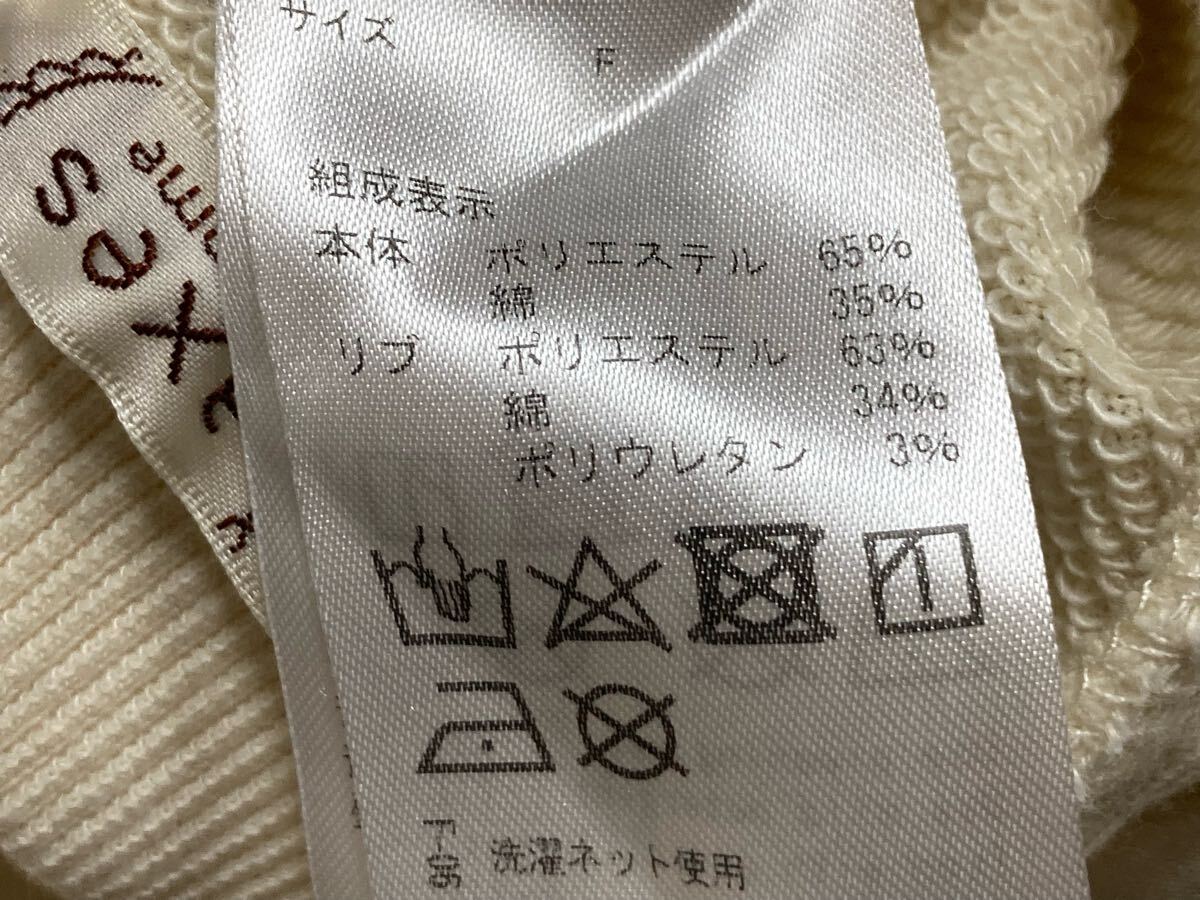 サイズ F
組成表示
本体 ポリエステル 65%
綿 35%
リブ ポリエステル 63%
綿 34%
ポリウレタン 3%
洗濯ネット使用